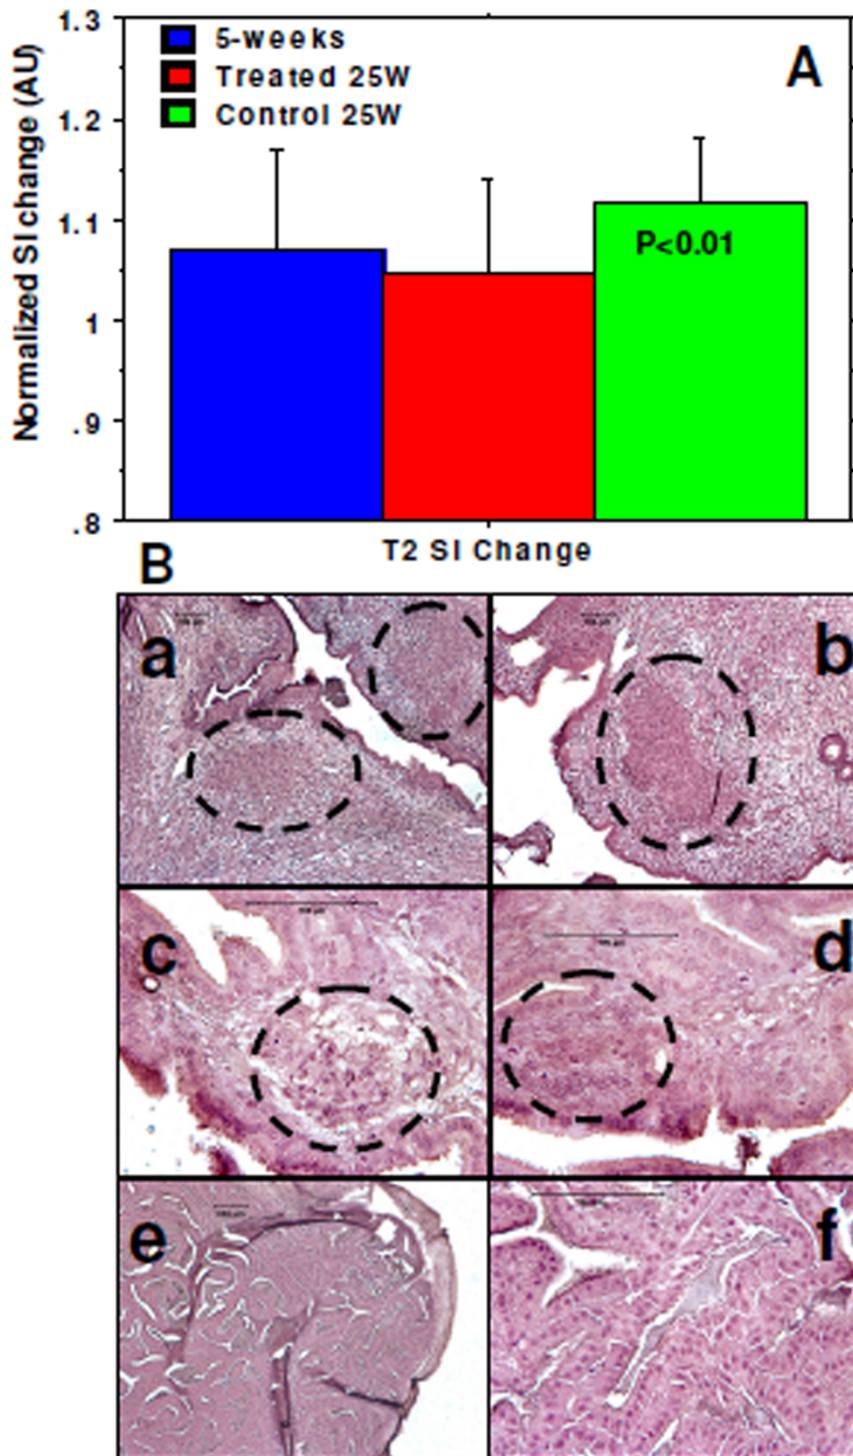 1.3
1.2
1.1
1
.9
.8
Normalized SI change (AU)
5-weeks
Treated 25W
Control 25W
A
P<0.01
T2 SI Change
B
a
b
c
d
e
f